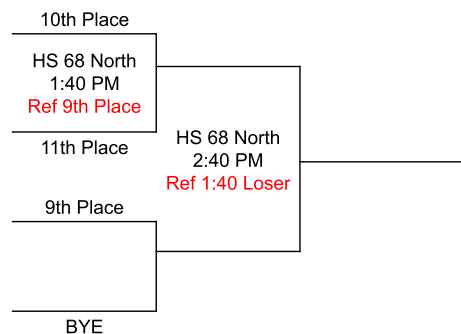 10th Place
HS 68 North
1:40 PM
Ref 9th Place
11th Place
HS 68 North
2:40 PM
Ref 1:40 Loser
9th Place
BYE